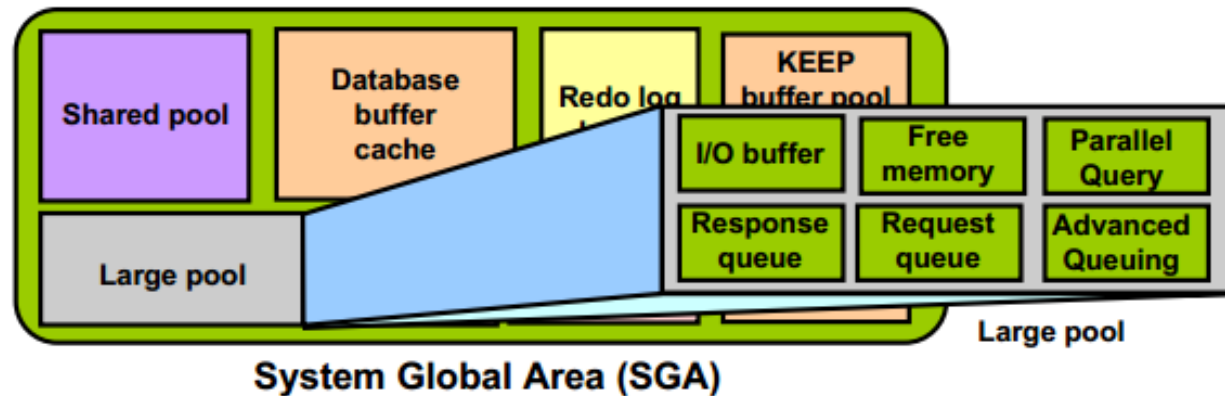 Shared pool
Database
buffer
cache
Redo log
KEEP
buffer pool
I/O buffer
Free
memory
Parallel
Query
Response
queue
Request
queue
Advanced
Queuing
Large pool
Large pool
System Global Area (SGA)